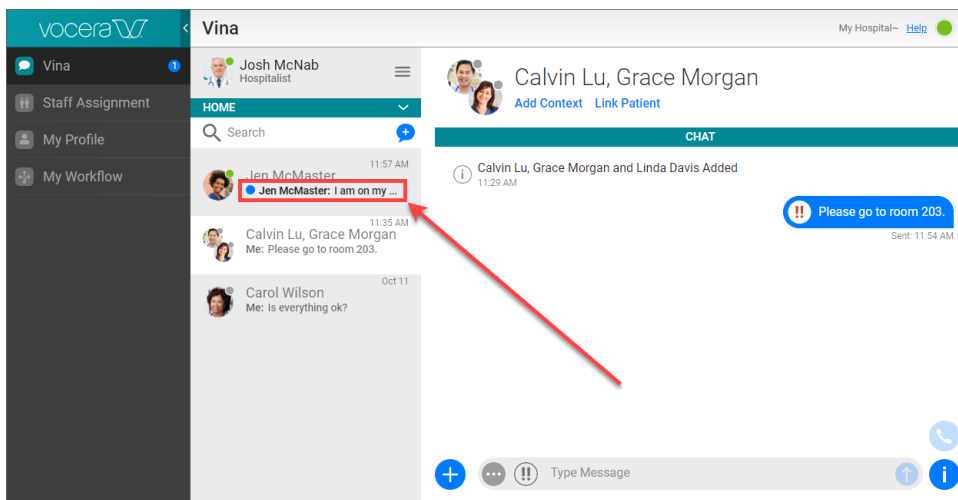 vocera
Vina
My Hospital~ Help
Vina 1
Staff Assignment
My Profile
My Workflow
Josh McNab
Hospitalist
HOME
Search
11:57 AM
Jen McMaster
Jen McMaster: I am on my ...
11:35 AM
Calvin Lu, Grace Morgan
Me: Please go to room 203.
Oct 11
Carol Wilson
Me: Is everything ok?
Calvin Lu, Grace Morgan
Add Context Link Patient
CHAT
Calvin Lu, Grace Morgan and Linda Davis Added
11:29 AM
!! Please go to room 203.
Sent: 11:54 AM
!! Type Message
i